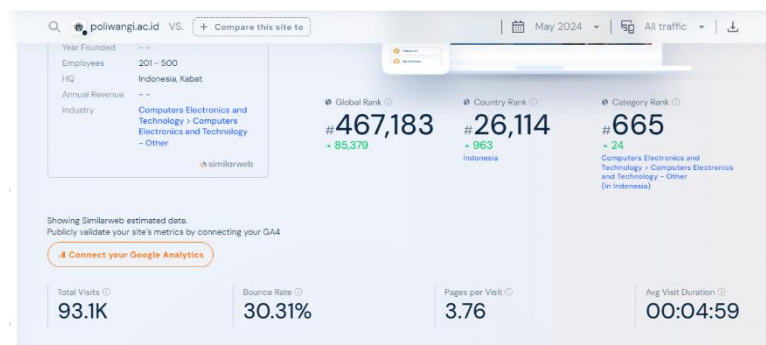 poliwangi.ac.id VS. + Compare this site to May 2024 All traffic
Year Founded - -
Employees 201 - 500
HQ Indonesia, Kabat
Annual Revenue - -
Industry Computers Electronics and
Technology > Computers
Electronics and Technology
- Other
similarweb
Global Rank
#467,183
85,379
Country Rank
#26,114
963
Indonesia
Category Rank
#665
24
Computers Electronics and
Technology > Computers Electronics
and Technology - Other
(In Indonesia)
Showing Similarweb estimated data.
Publicly validate your site's metrics by connecting your GA4
Connect your Google Analytics
Total Visits
93.1K
Bounce Rate
30.31%
Pages per Visit
3.76
Avg Visit Duration
00:04:59